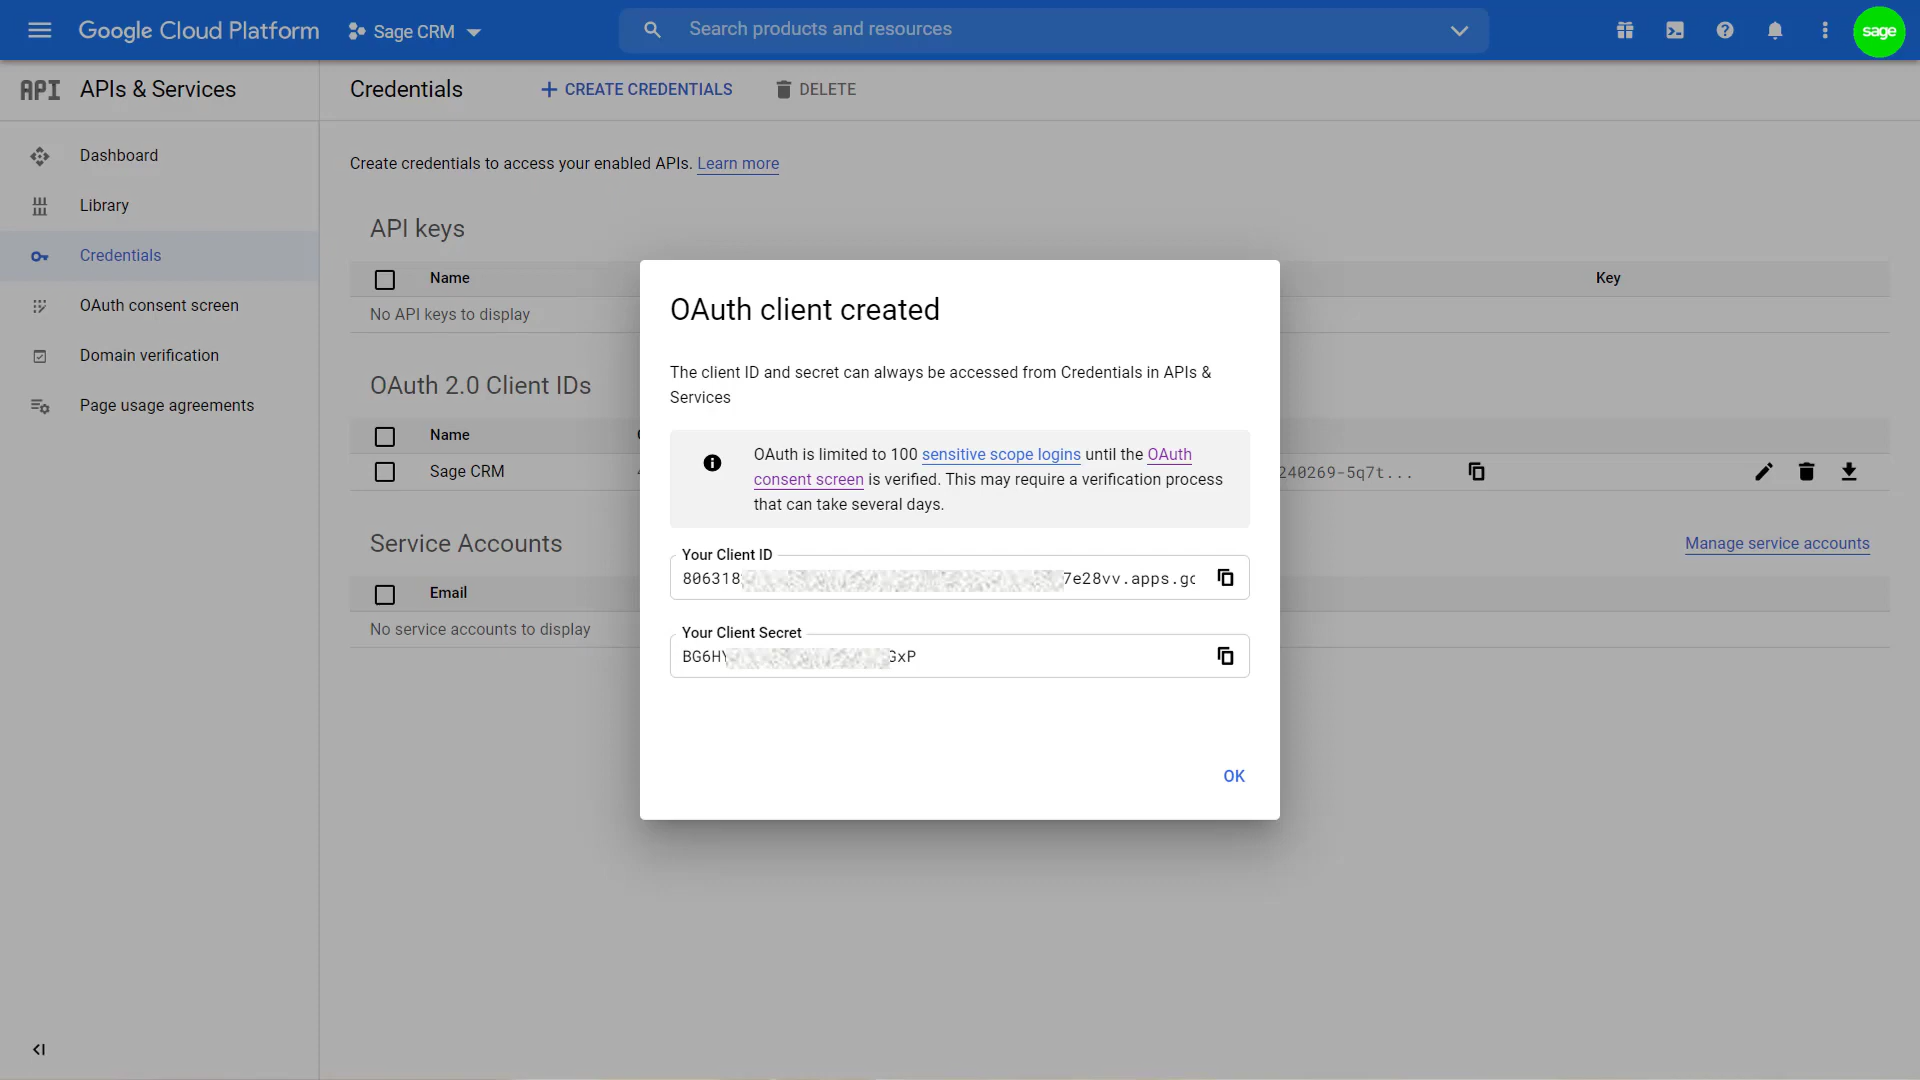 Google Cloud Platform
Sage CRM
Search products and resources
sage
API APIs & Services
Credentials
CREATE CREDENTIALS
DELETE
Dashboard
Library
Credentials
OAuth consent screen
Domain verification
Page usage agreements
Create credentials to access your enabled APIs. Learn more
API keys
Name
Key
No API keys to display
OAuth 2.0 Client IDs
Name
Sage CRM
240269-5q7t...
Service Accounts
Manage service accounts
Email
No service accounts to display
OAuth client created
The client ID and secret can always be accessed from Credentials in APIs &
Services
OAuth is limited to 100 sensitive scope logins until the OAuth
consent screen is verified. This may require a verification process
that can take several days.
Your Client ID
806318 7e28vv.apps.gc
Your Client Secret
BG6HY GxP
OK